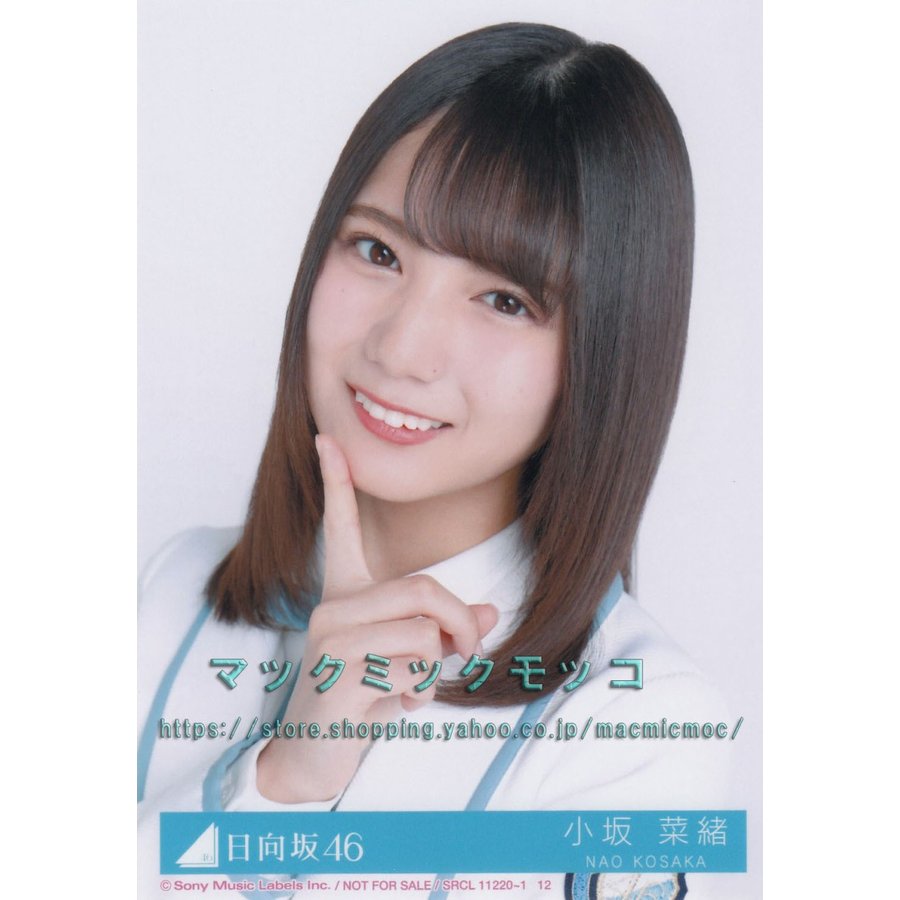 マックミックモッコ
https://store.shopping.yahoo.co.jp/macmicmoc/
46 日向坂46
小坂 菜緒
NAO KOSAKA
© Sony Music Labels Inc. / NOT FOR SALE / SRCL 11220~1 12